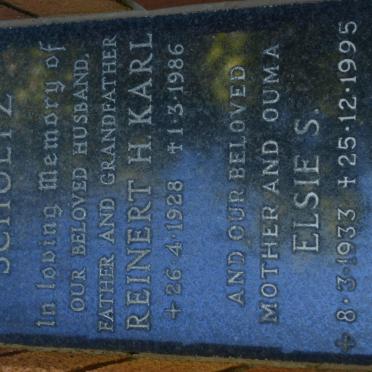 SCHOLTZ
In loving Memory of
OUR BELOVED HUSBAND,
FATHER AND GRANDFATHER
REINERT H. KARL
+ 26·4·1928 +1·3·1986
AND OUR BELOVED
MOTHER AND OUMA
ELSIE S.
+ 8·3·1933 +25·12·1995